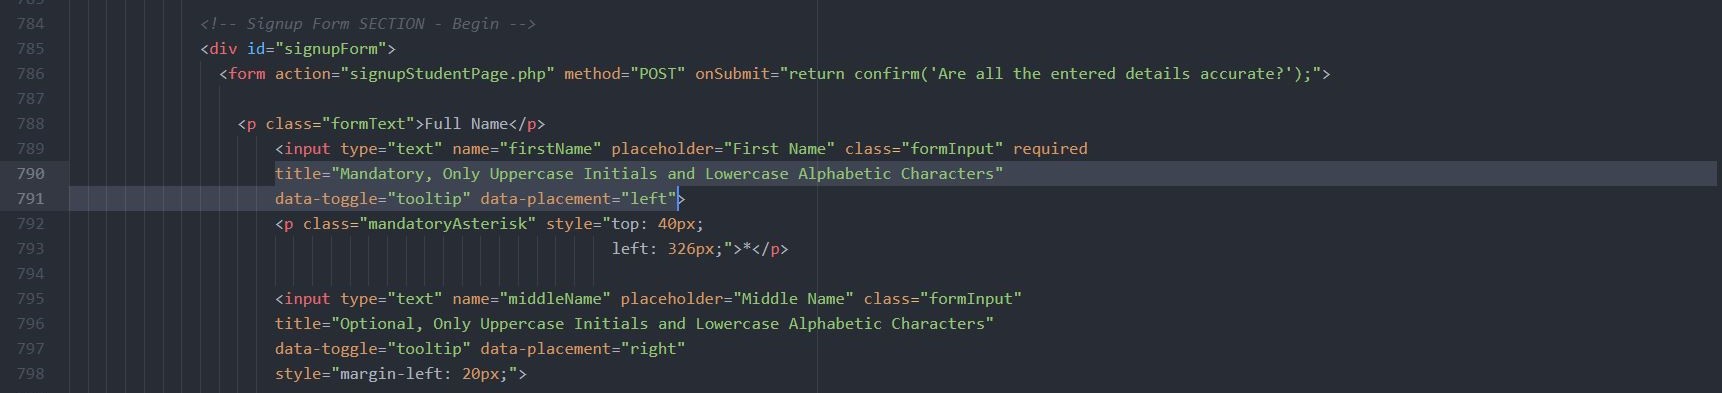 784 <!-- Signup Form SECTION - Begin -->
785 <div id="signupForm">
786 <form action="signupStudentPage.php" method="POST" onSubmit="return confirm('Are all the entered details accurate?');">
787
788 <p class="formText">Full Name</p>
789 <input type="text" name="firstName" placeholder="First Name" class="formInput" required
790 title="Mandatory, Only Uppercase Initials and Lowercase Alphabetic Characters"
791 data-toggle="tooltip" data-placement="left">
792 <p class="mandatoryAsterisk" style="top: 40px;
793 left: 326px;">*</p>
794
795 <input type="text" name="middleName" placeholder="Middle Name" class="formInput"
796 title="Optional, Only Uppercase Initials and Lowercase Alphabetic Characters"
797 data-toggle="tooltip" data-placement="right"
798 style="margin-left: 20px;">